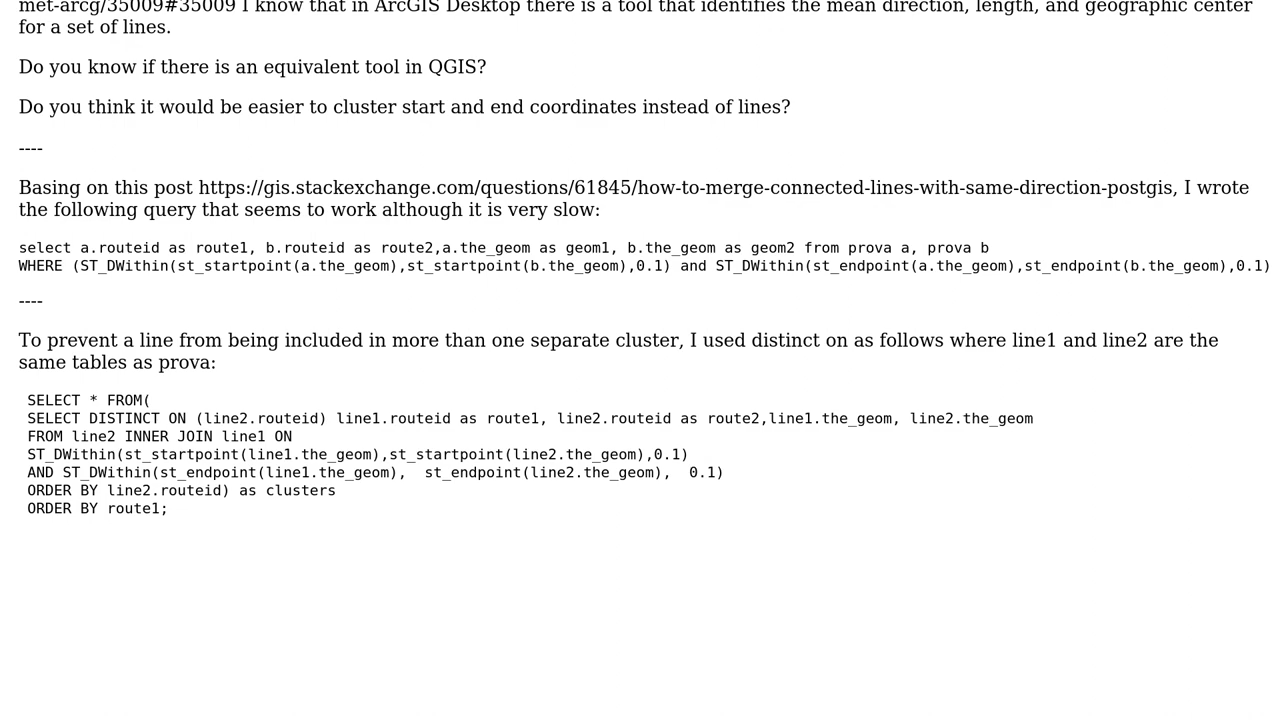 met-arcg/35009#35009 I know that in ArcGIS Desktop there is a tool that identifies the mean direction, length, and geographic center
for a set of lines.
Do you know if there is an equivalent tool in QGIS?
Do you think it would be easier to cluster start and end coordinates instead of lines?
----
Basing on this post https://gis.stackexchange.com/questions/61845/how-to-merge-connected-lines-with-same-direction-postgis, I wrote
the following query that seems to work although it is very slow:
select a.routeid as route1, b.routeid as route2,a.the_geom as geom1, b.the_geom as geom2 from prova a, prova b
WHERE (ST_DWithin(st_startpoint(a.the_geom),st_startpoint(b.the_geom),0.1) and ST_DWithin(st_endpoint(a.the_geom),st_endpoint(b.the_geom),0.1)
----
To prevent a line from being included in more than one separate cluster, I used distinct on as follows where line1 and line2 are the
same tables as prova:
SELECT * FROM(
SELECT DISTINCT ON (line2.routeid) line1.routeid as route1, line2.routeid as route2,line1.the_geom, line2.the_geom
FROM line2 INNER JOIN line1 ON
ST_DWithin(st_startpoint(line1.the_geom),st_startpoint(line2.the_geom),0.1)
AND ST_DWithin(st_endpoint(line1.the_geom),  st_endpoint(line2.the_geom),  0.1)
ORDER BY line2.routeid) as clusters
ORDER BY route1;